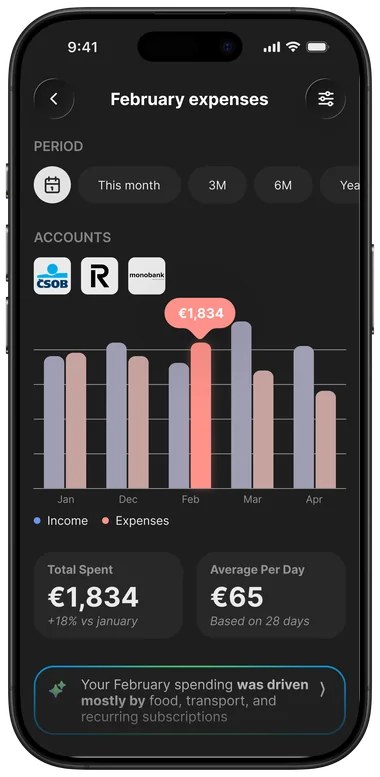 9:41
February expenses
PERIOD
This month
3M
6M
Yea
ACCOUNTS
ČSOB
R
monobank
€1,834
Jan
Dec
Feb
Mar
Apr
Income
Expenses
Total Spent
€1,834
+18% vs january
Average Per Day
€65
Based on 28 days
Your February spending was driven
mostly by food, transport, and
recurring subscriptions